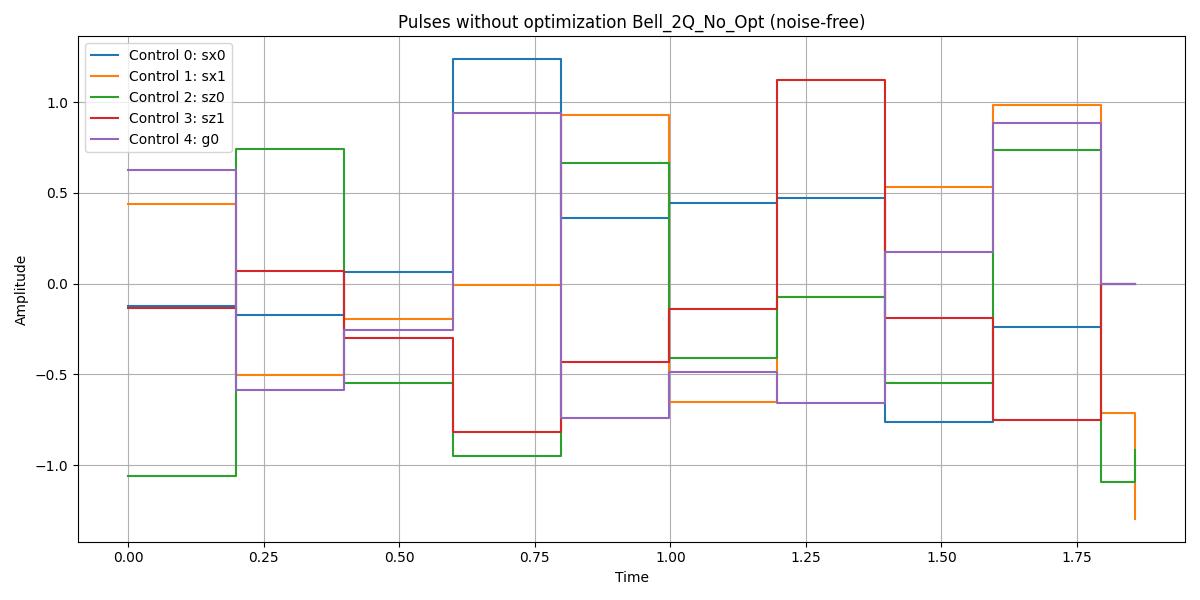 Pulses without optimization Bell_2Q_No_Opt (noise-free)
Control 0: sx0
Control 1: sx1
Control 2: sz0
Control 3: sz1
Control 4: g0
1.0
0.5
0.0
−0.5
−1.0
Amplitude
0.00 0.25 0.50 0.75 1.00 1.25 1.50 1.75
Time